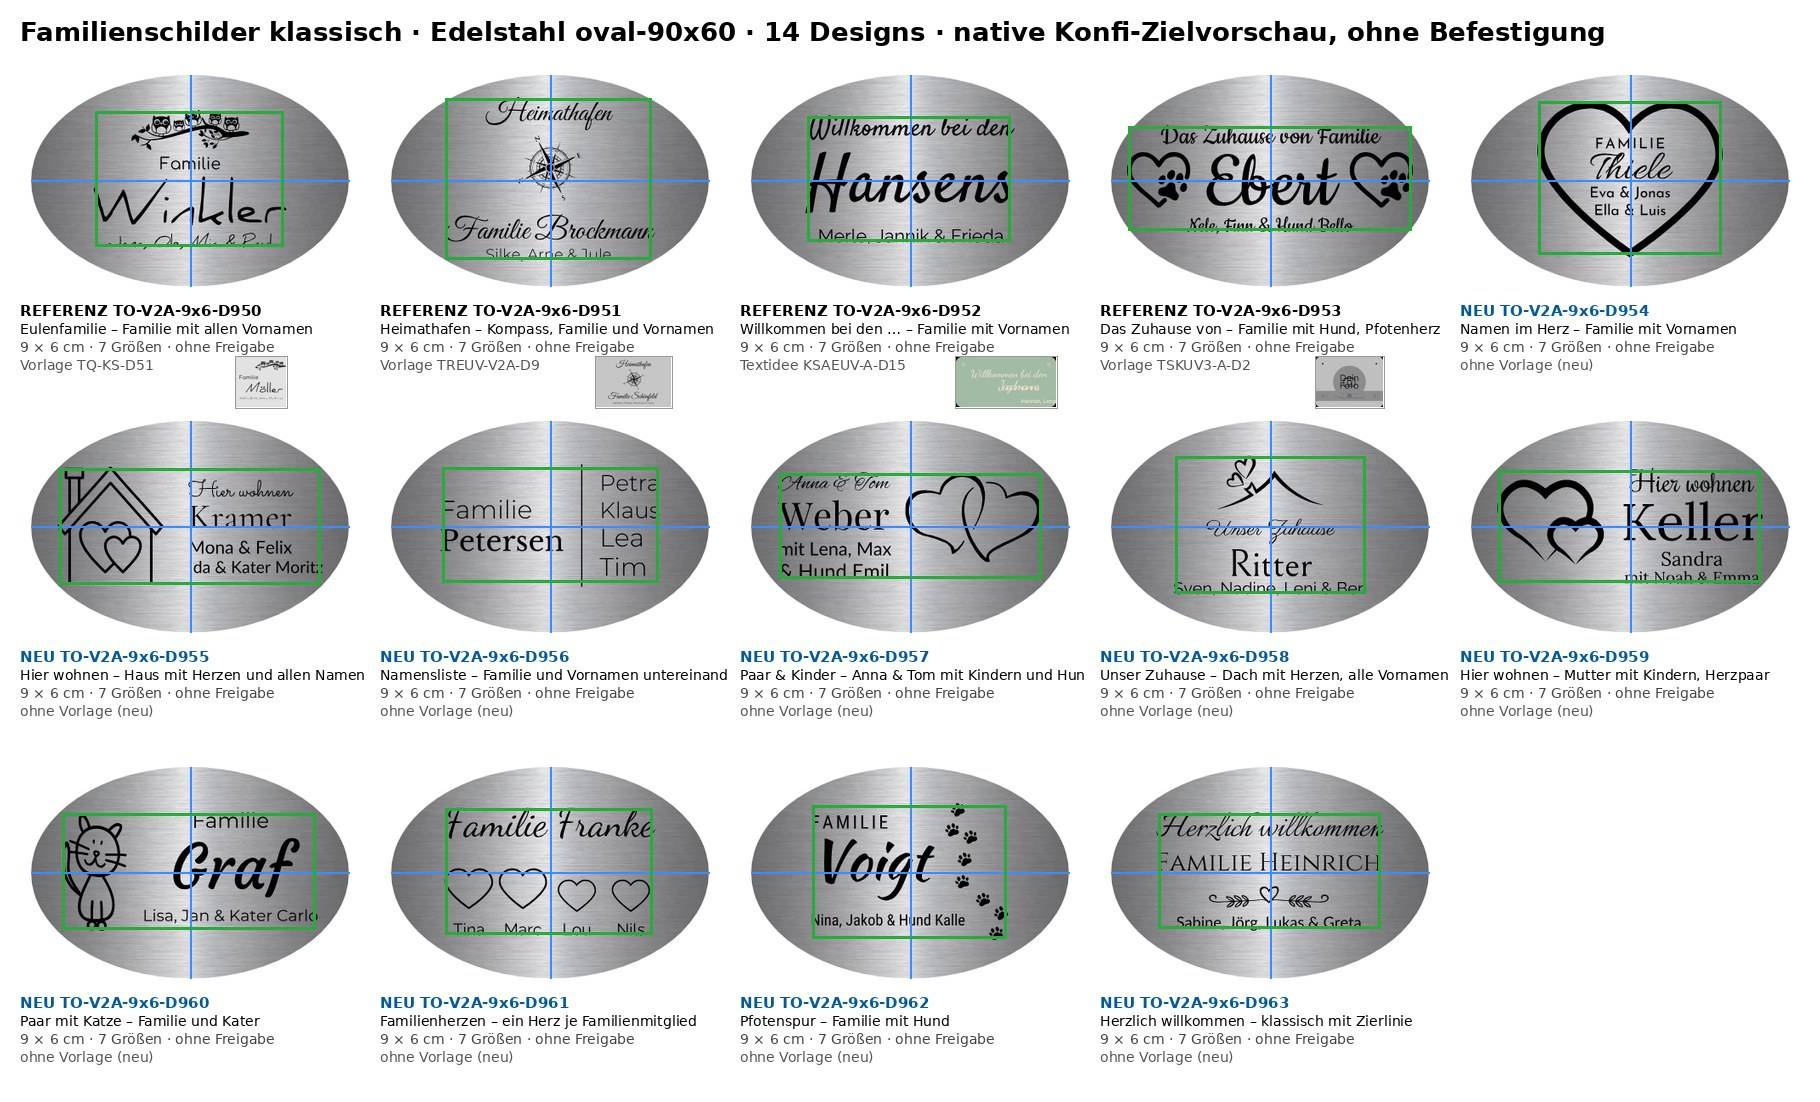 Familienschilder klassisch · Edelstahl oval-90x60 · 14 Designs · native Konfi-Zielvorschau, ohne Befestigung
Familie
Winkler
Heimathafen
Familie Brockmann
Silke, Arne & Jule
Willkommen bei den
Hansens
Merle, Jannik & Frieda
Das Zuhause von Familie
Ebert
Nele, Finn & Hund Bello
FAMILIE
Thiele
Eva & Jonas
Ella & Luis
REFERENZ TO-V2A-9x6-D950
Eulenfamilie – Familie mit allen Vornamen
9 × 6 cm · 7 Größen · ohne Freigabe
Vorlage TQ-KS-D51
Familie
Möller
REFERENZ TO-V2A-9x6-D951
Heimathafen – Kompass, Familie und Vornamen
9 × 6 cm · 7 Größen · ohne Freigabe
Vorlage TREUV-V2A-D9
Heimathafen
REFERENZ TO-V2A-9x6-D952
Willkommen bei den ... – Familie mit Vornamen
9 × 6 cm · 7 Größen · ohne Freigabe
Textidee KSAEUV-A-D15
Willkommen bei den
REFERENZ TO-V2A-9x6-D953
Das Zuhause von – Familie mit Hund, Pfotenherz
9 × 6 cm · 7 Größen · ohne Freigabe
Vorlage TSKUV3-A-D2
NEU TO-V2A-9x6-D954
Namen im Herz – Familie mit Vornamen
9 × 6 cm · 7 Größen · ohne Freigabe
ohne Vorlage (neu)
Hier wohnen
Kramer
Mona & Felix
da & Kater Moritz
Familie
Petersen
Petra
Klaus
Lea
Tim
Anna & Tom
Weber
mit Lena, Max
& Hund Emil
Unser Zuhause
Ritter
Sven, Nadine, Leni & Ben
Hier wohnen
Keller
Sandra
mit Noah & Emma
NEU TO-V2A-9x6-D955
Hier wohnen – Haus mit Herzen und allen Namen
9 × 6 cm · 7 Größen · ohne Freigabe
ohne Vorlage (neu)
NEU TO-V2A-9x6-D956
Namensliste – Familie und Vornamen untereinand
9 × 6 cm · 7 Größen · ohne Freigabe
ohne Vorlage (neu)
NEU TO-V2A-9x6-D957
Paar & Kinder – Anna & Tom mit Kindern und Hun
9 × 6 cm · 7 Größen · ohne Freigabe
ohne Vorlage (neu)
NEU TO-V2A-9x6-D958
Unser Zuhause – Dach mit Herzen, alle Vornamen
9 × 6 cm · 7 Größen · ohne Freigabe
ohne Vorlage (neu)
NEU TO-V2A-9x6-D959
Hier wohnen – Mutter mit Kindern, Herzpaar
9 × 6 cm · 7 Größen · ohne Freigabe
ohne Vorlage (neu)
Familie
Graf
Lisa, Jan & Kater Carlo
Familie Franke
Tina Marc Lou Nils
FAMILIE
Voigt
Nina, Jakob & Hund Kalle
Herzlich willkommen
FAMILIE HEINRICH
Sabine, Jörg, Lukas & Greta
NEU TO-V2A-9x6-D960
Paar mit Katze – Familie und Kater
9 × 6 cm · 7 Größen · ohne Freigabe
ohne Vorlage (neu)
NEU TO-V2A-9x6-D961
Familienherzen – ein Herz je Familienmitglied
9 × 6 cm · 7 Größen · ohne Freigabe
ohne Vorlage (neu)
NEU TO-V2A-9x6-D962
Pfotenspur – Familie mit Hund
9 × 6 cm · 7 Größen · ohne Freigabe
ohne Vorlage (neu)
NEU TO-V2A-9x6-D963
Herzlich willkommen – klassisch mit Zierlinie
9 × 6 cm · 7 Größen · ohne Freigabe
ohne Vorlage (neu)